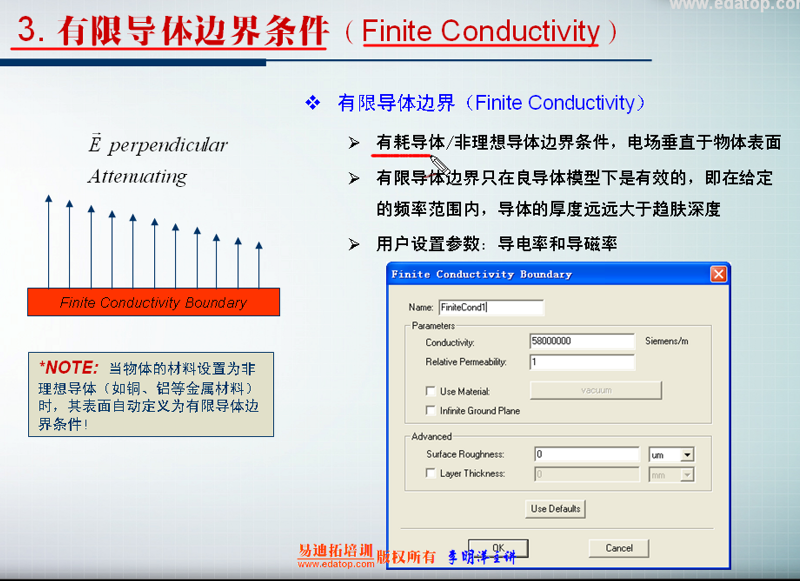 www.edatop.com
3. 有限导体边界条件（Finite Conductivity）
❖ 有限导体边界（Finite Conductivity）
➢ 有耗导体/非理想导体边界条件，电场垂直于物体表面
➢ 有限导体边界只在良导体模型下是有效的，即在给定
的频率范围内，导体的厚度远远大于趋肤深度
➢ 用户设置参数：导电率和导磁率
E perpendicular
Attenuating
Finite Conductivity Boundary
*NOTE: 当物体的材料设置为非
理想导体（如铜、铝等金属材料）
时，其表面自动定义为有限导体边
界条件！
Finite Conductivity Boundary
Name: FiniteCond1
Parameters
Conductivity: 58000000 Siemens/m
Relative Permeability: 1
Use Material: vacuum
Infinite Ground Plane
Advanced
Surface Roughness: 0 um
Layer Thickness: 0 mm
Use Defaults
OK Cancel
易迪拓培训 版权所有 李明洋主讲
www.edatop.com